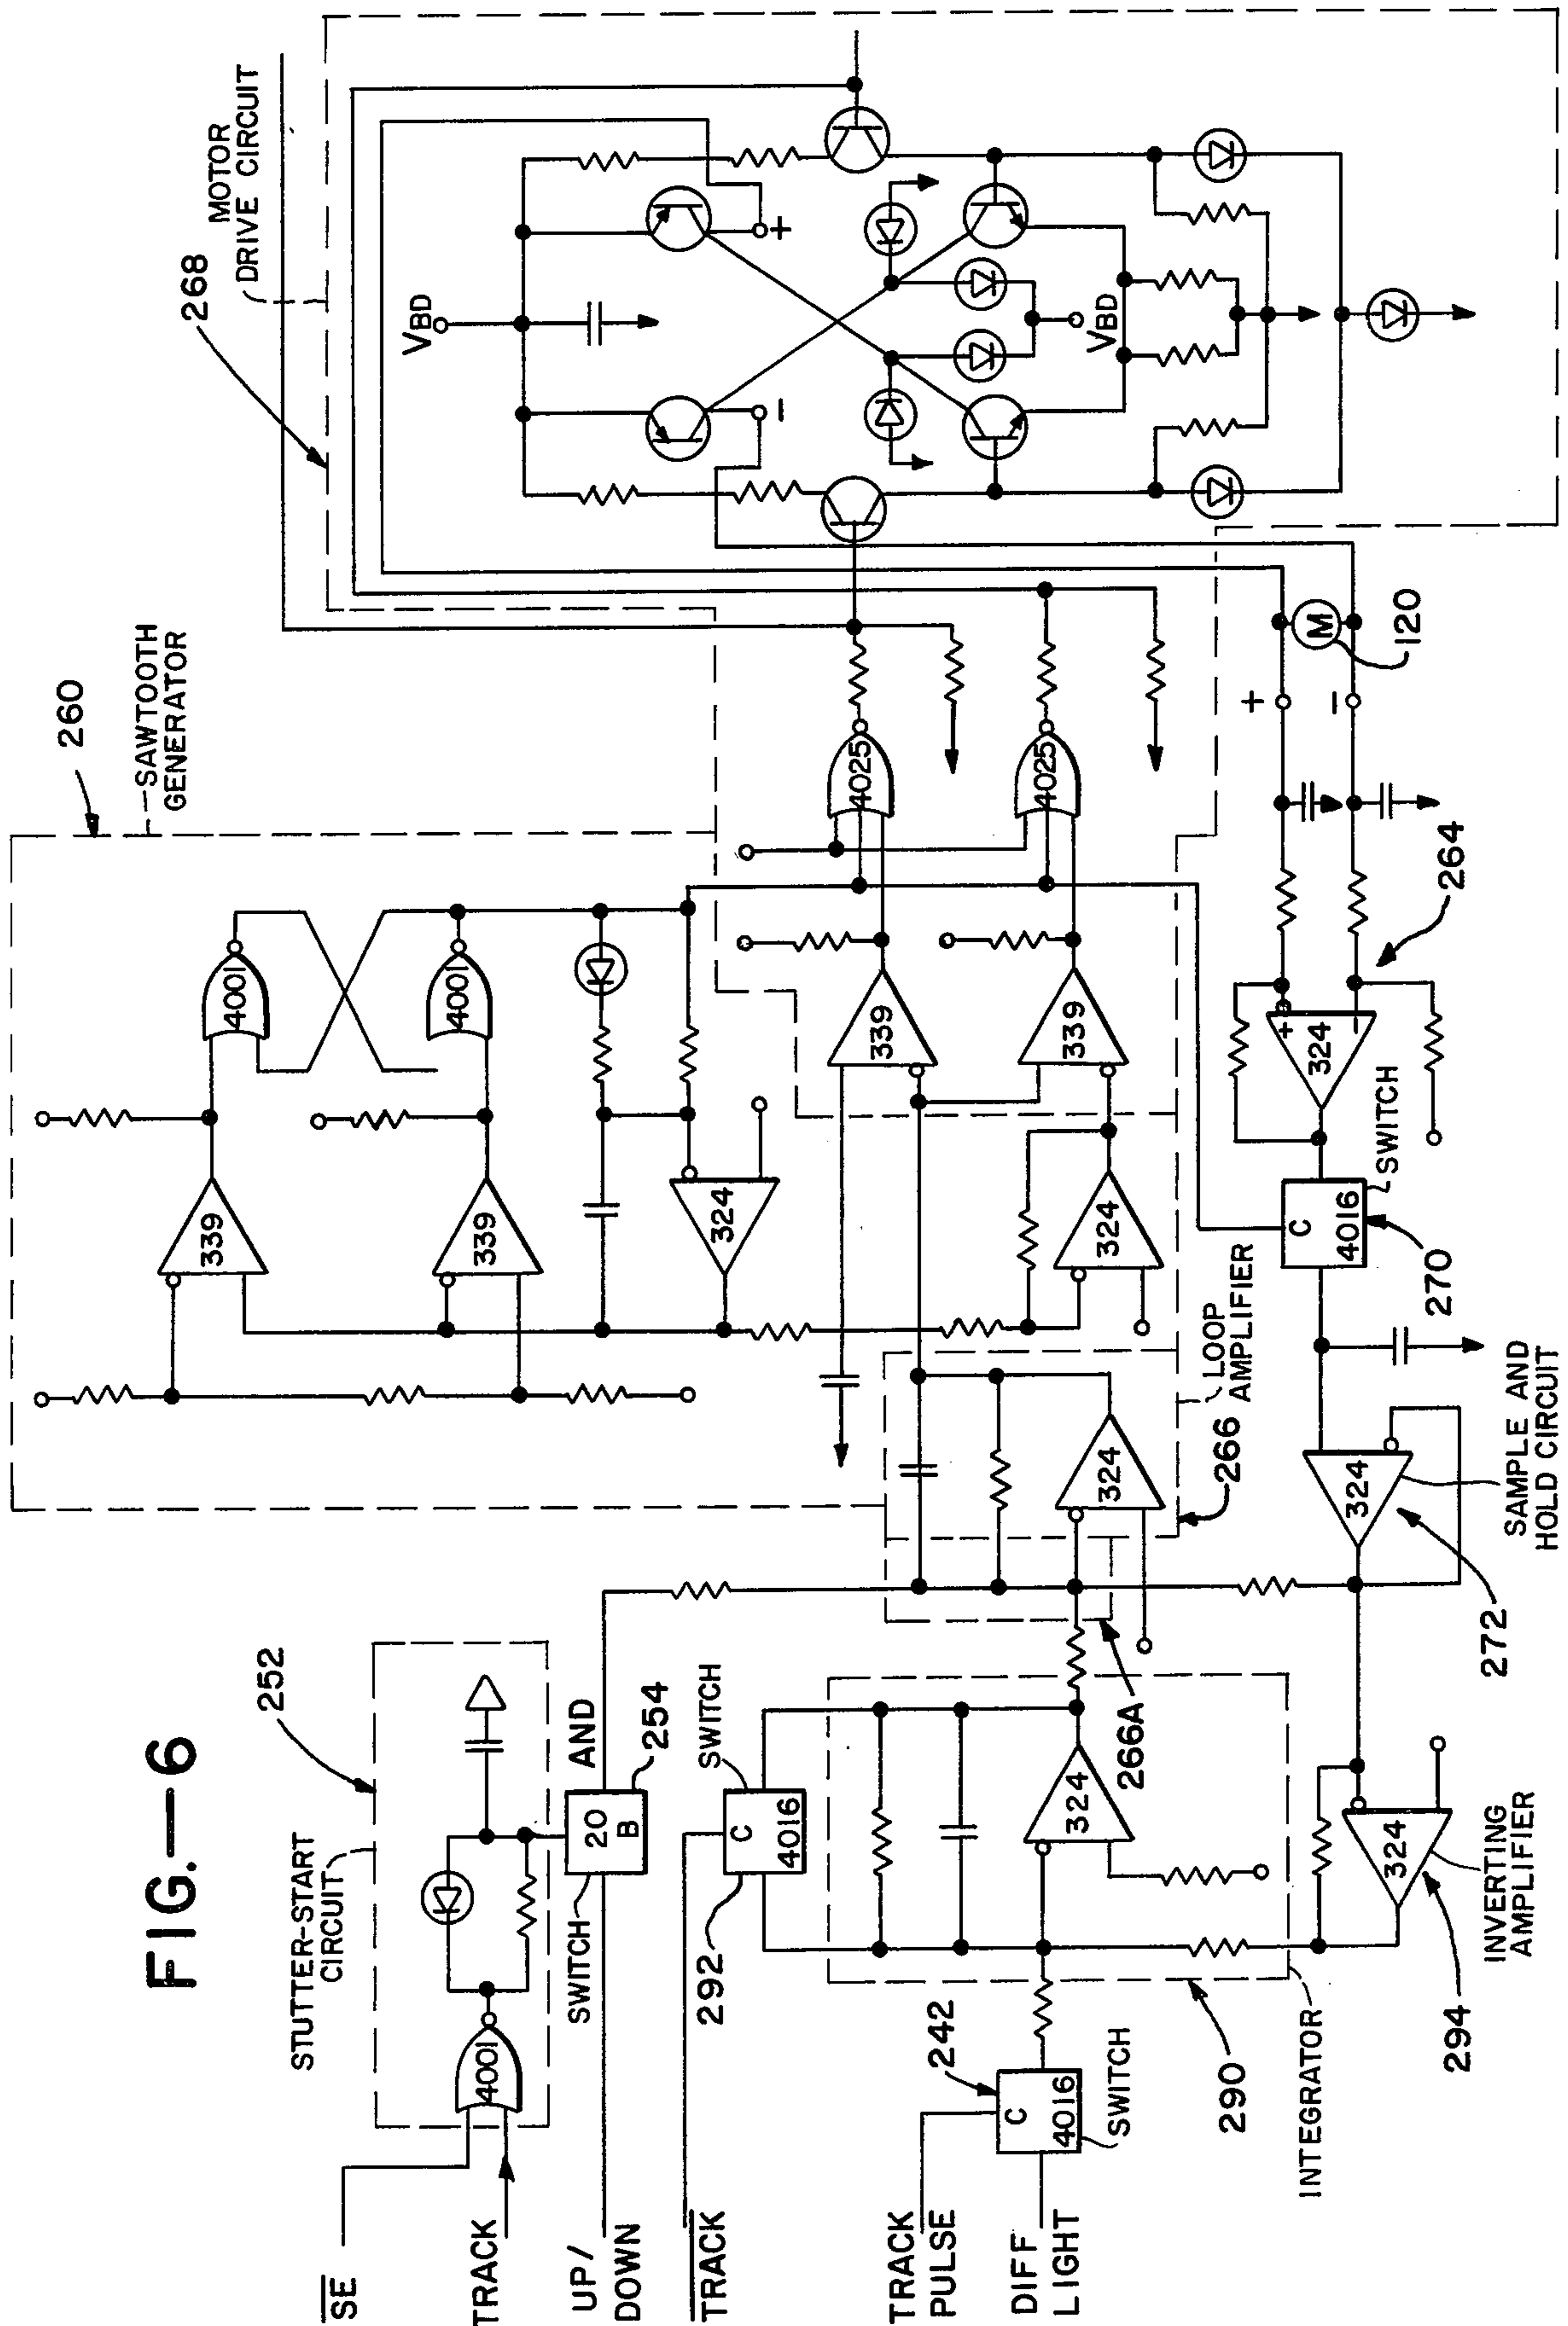 FIG.—6
260
SAWTOOTH
GENERATOR
268
MOTOR
DRIVE CIRCUIT
VBD
+
-
VBD
4001
4001
339
339
324
4025
4025
339
339
324
252
STUTTER-START
CIRCUIT
4001
SE
TRACK
UP/
DOWN
SWITCH
20
B
AND
254
TRACK
292
C
4016
SWITCH
TRACK
PULSE
DIFF
LIGHT
242
C
4016
SWITCH
324
290
INTEGRATOR
266A
324
266
LOOP
AMPLIFIER
M
120
+
-
264
+
-
324
C
4016
SWITCH
270
324
SAMPLE AND
HOLD CIRCUIT
272
324
INVERTING
AMPLIFIER
294